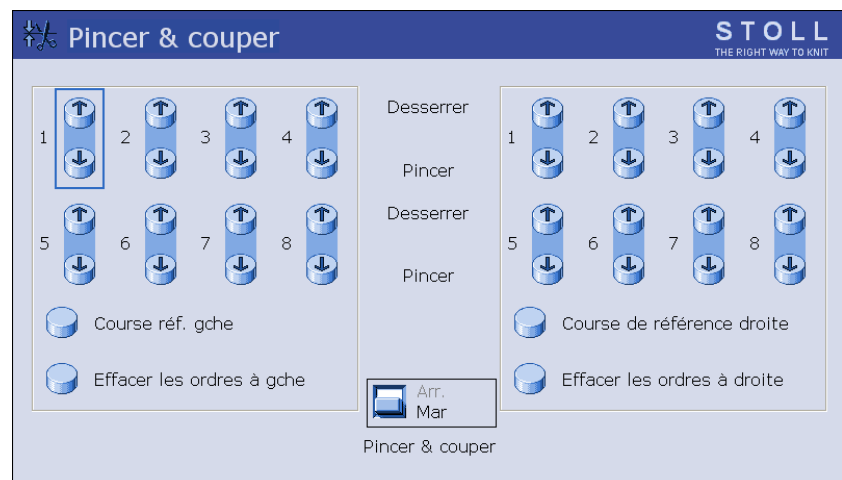 Pincer & couper
STOLL
THE RIGHT WAY TO KNIT
1 2 3 4
Desserrer
Pincer
1 2 3 4
5 6 7 8
Desserrer
Pincer
5 6 7 8
Course réf. gche
Effacer les ordres à gche
Arr.
Mar
Pincer & couper
Course de référence droite
Effacer les ordres à droite